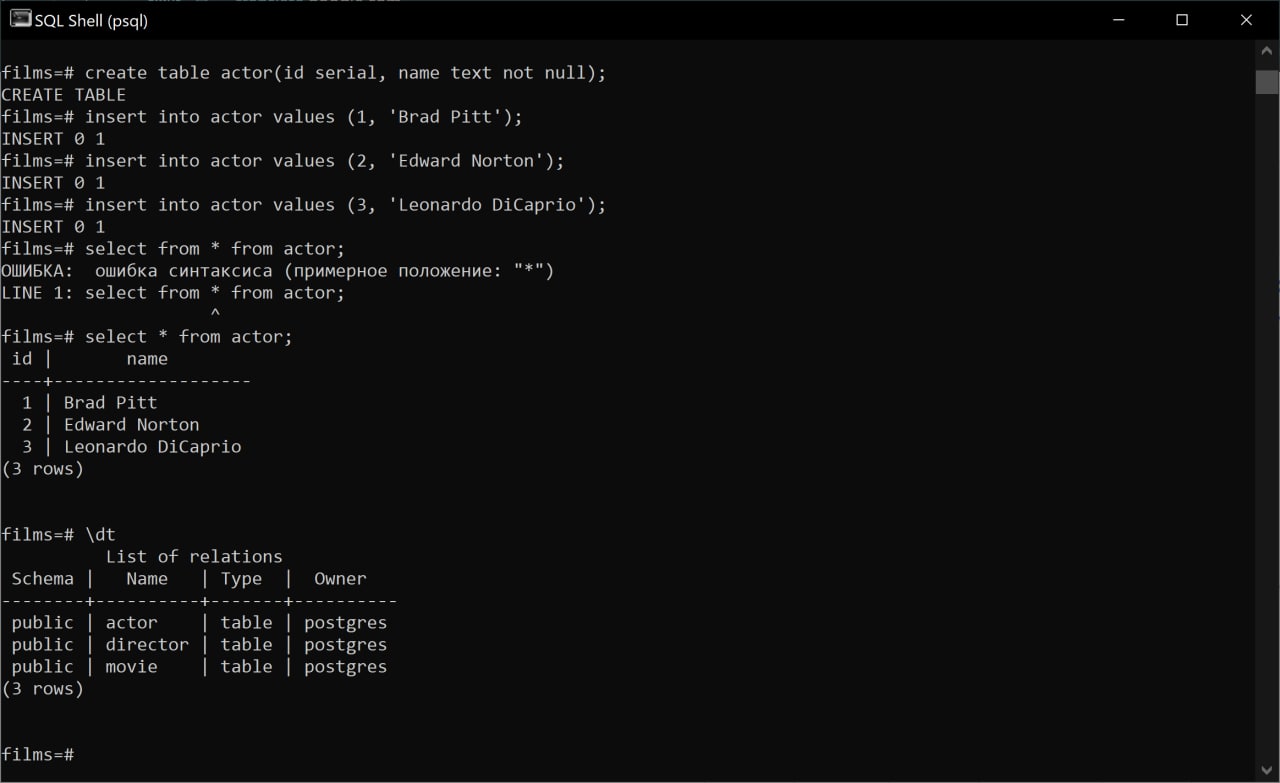 SQL Shell (psql)
films=# create table actor(id serial, name text not null);
CREATE TABLE
films=# insert into actor values (1, 'Brad Pitt');
INSERT 0 1
films=# insert into actor values (2, 'Edward Norton');
INSERT 0 1
films=# insert into actor values (3, 'Leonardo DiCaprio');
INSERT 0 1
films=# select from * from actor;
ОШИБКА:  ошибка синтаксиса (примерное положение: "*")
LINE 1: select from * from actor;
                    ^
films=# select * from actor;
 id |       name
----+-------------------
  1 | Brad Pitt
  2 | Edward Norton
  3 | Leonardo DiCaprio
(3 rows)
films=# \dt
          List of relations
 Schema |   Name   | Type  |  Owner
--------+----------+-------+----------
 public | actor    | table | postgres
 public | director | table | postgres
 public | movie    | table | postgres
(3 rows)
films=#